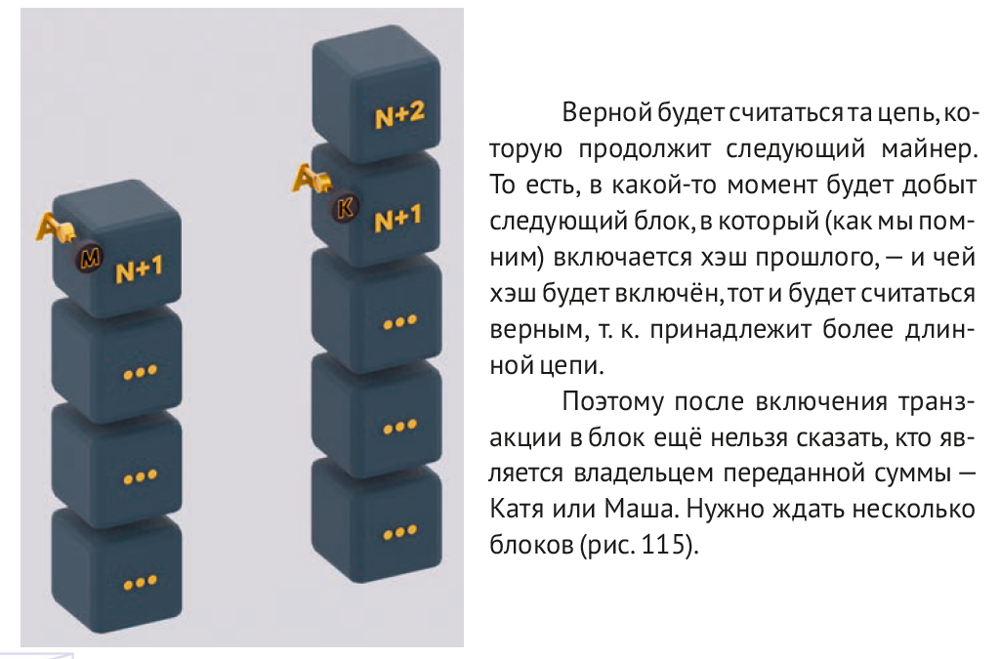 N+2
A
K
N+1
A
M
N+1
•••
•••
•••
•••
•••
•••
Верной будет считаться та цепь, ко-
торую продолжит следующий майнер.
То есть, в какой-то момент будет добыт
следующий блок, в который (как мы пом-
ним) включается хэш прошлого, — и чей
хэш будет включён, тот и будет считаться
верным, т. к. принадлежит более длин-
ной цепи.
Поэтому после включения транз-
акции в блок ещё нельзя сказать, кто яв-
ляется владельцем переданной суммы —
Катя или Маша. Нужно ждать несколько
блоков (рис. 115).